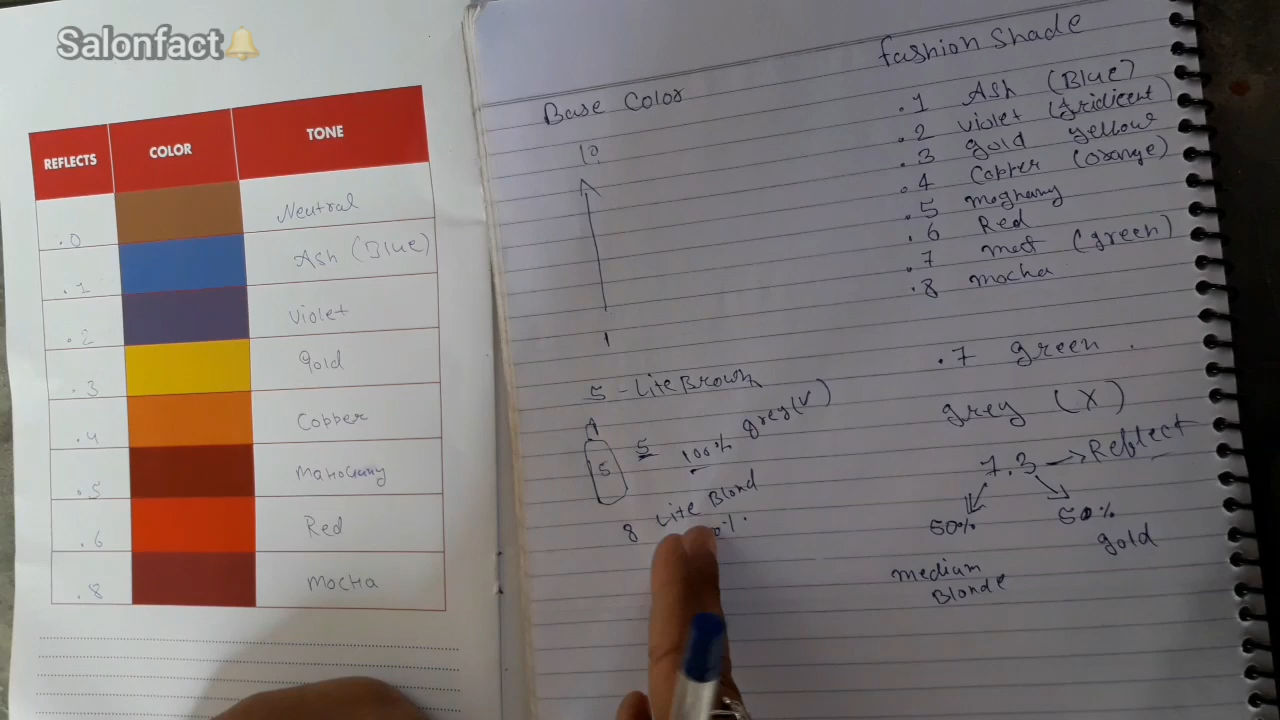 Salonfact
REFLECTS COLOR TONE
.0 Neutral
.1 Ash (Blue)
.2 Violet
.3 gold
.4 Copper
.5 Mahogany
.6 Red
.8 Mocha
Base Color
10
1
5 - Lite Brown
5 5 100% grey (✓)
8 Lite Blond
fashion Shade
.1 Ash (Blue)
.2 violet
.3 gold yellow
.4 Copper (orange)
.5 moghany
.6 Red
.7 mat (green)
.8 mocha
.7 green .
grey (X)
7.3 → Reflect
50% 50%
gold
medium
Blonde